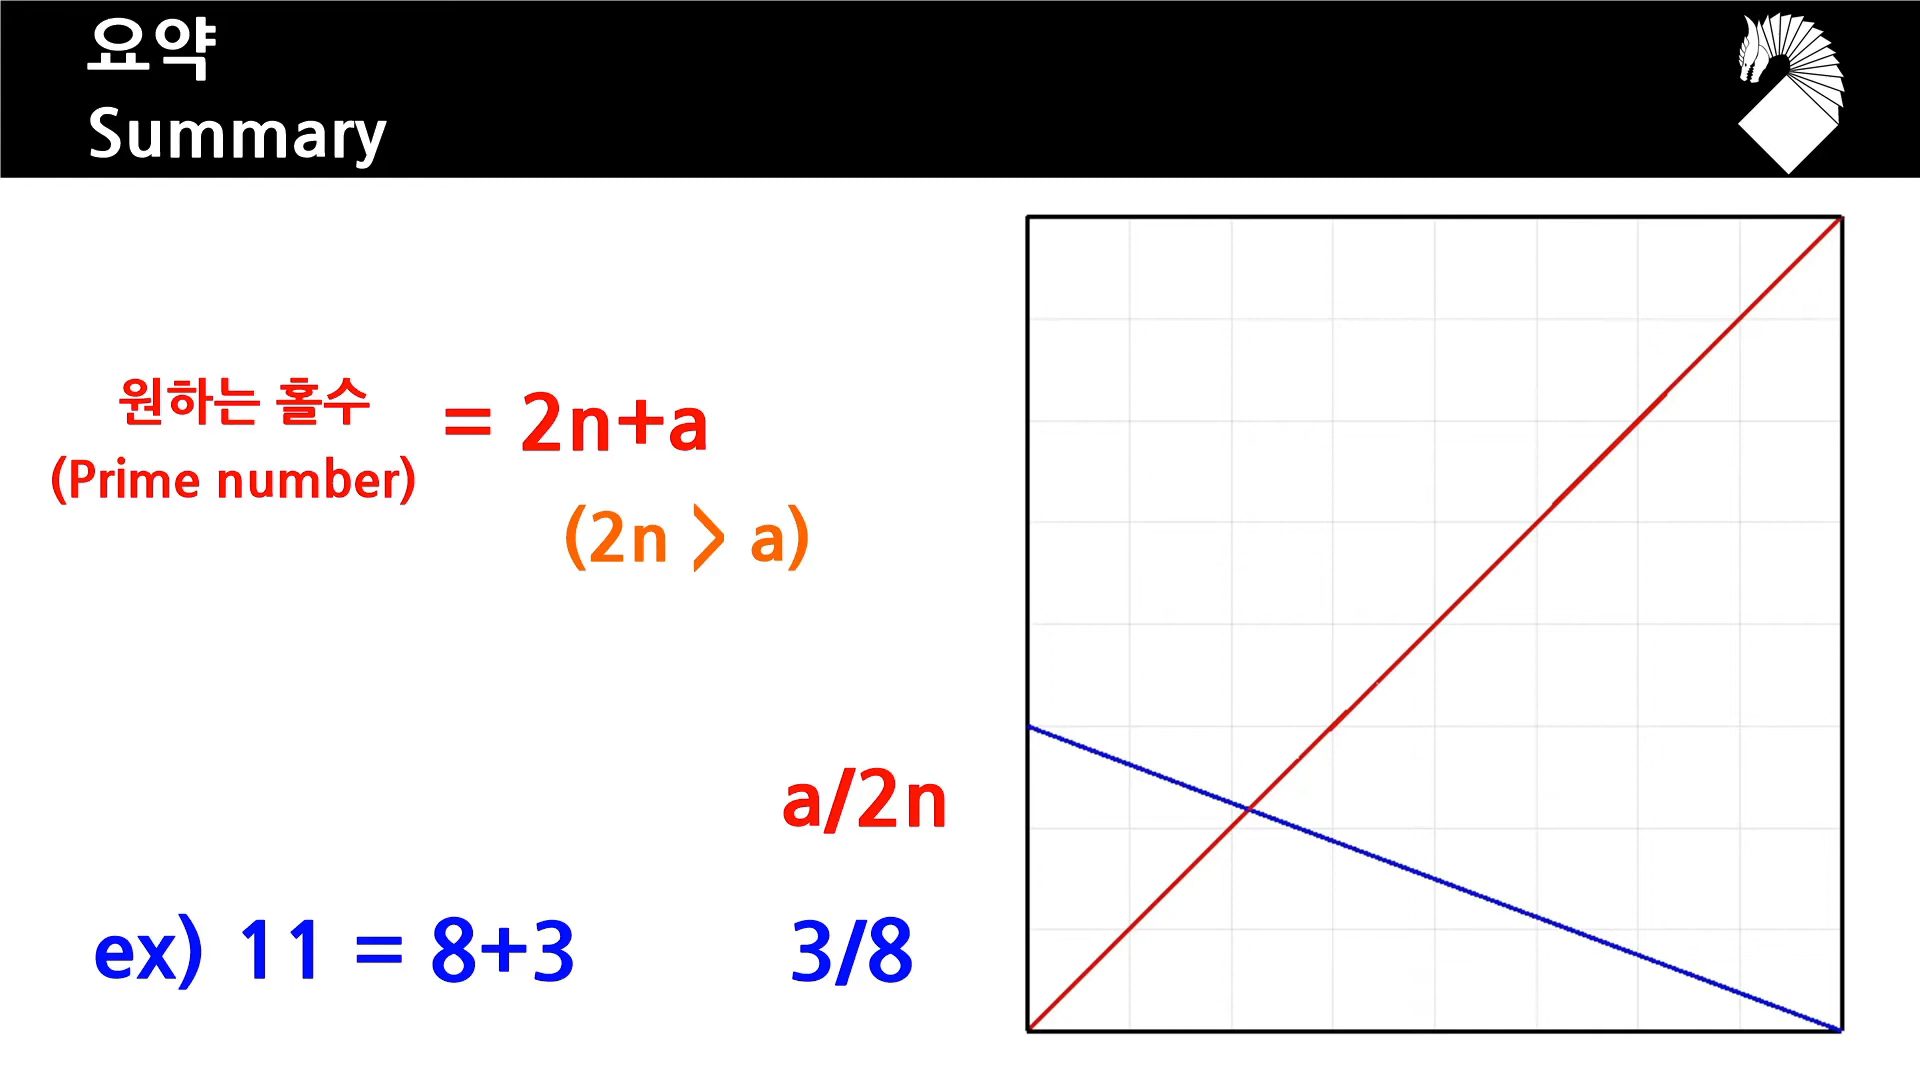 요약
Summary
원하는 홀수
(Prime number)
= 2n+a
(2n > a)
a/2n
ex) 11 = 8+3
3/8